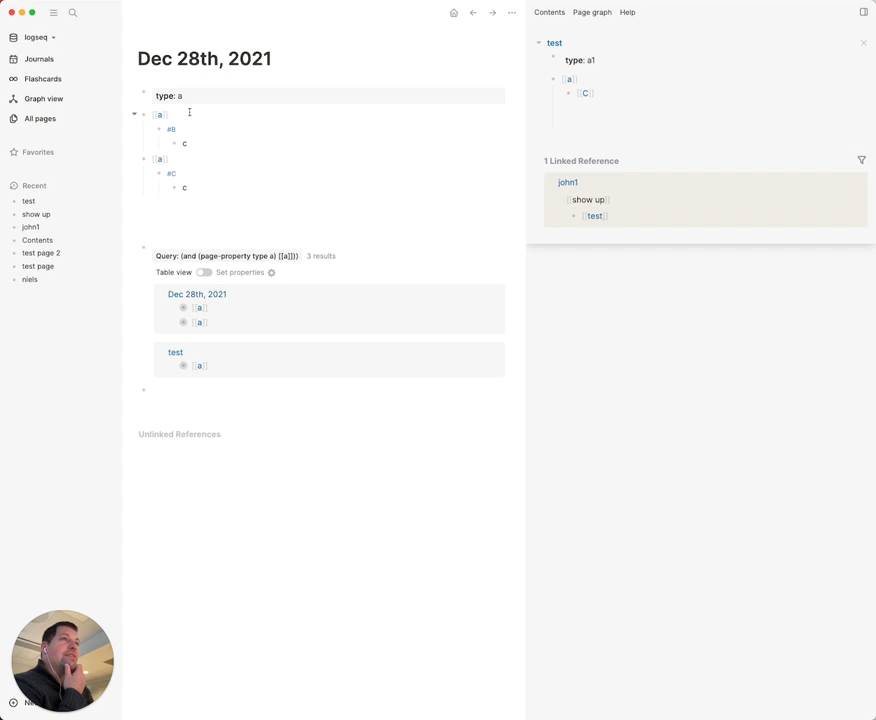 Contents Page graph Help
logseq
Journals
Flashcards
Graph view
All pages
Favorites
Recent
test
show up
john1
Contents
test page 2
test page
niels
Dec 28th, 2021
type: a
[[a]]
#B
c
[[a]]
#C
c
Query: (and (page-property type a) [[a]])) 3 results
Table view Set properties
Dec 28th, 2021
[[a]]
[[a]]
test
[[a]]
Unlinked References
test
type: a1
[[a]]
[[C]]
1 Linked Reference
john1
[[show up]]
[[test]]